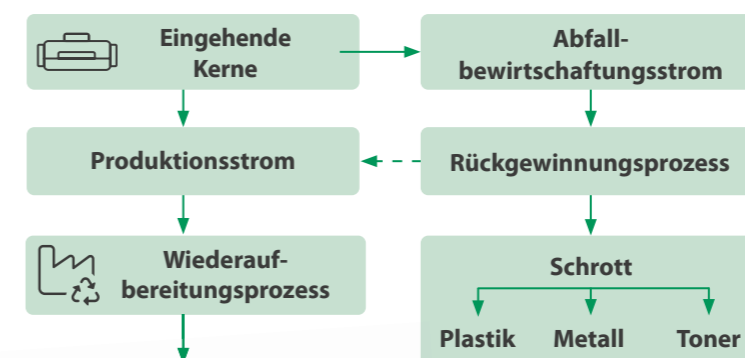 Eingehende
Kerne
Abfall-
bewirtschaftungsstrom
Produktionsstrom
Rückgewinnungsprozess
Wiederauf-
bereitungsprozess
Schrott
Plastik Metall Toner